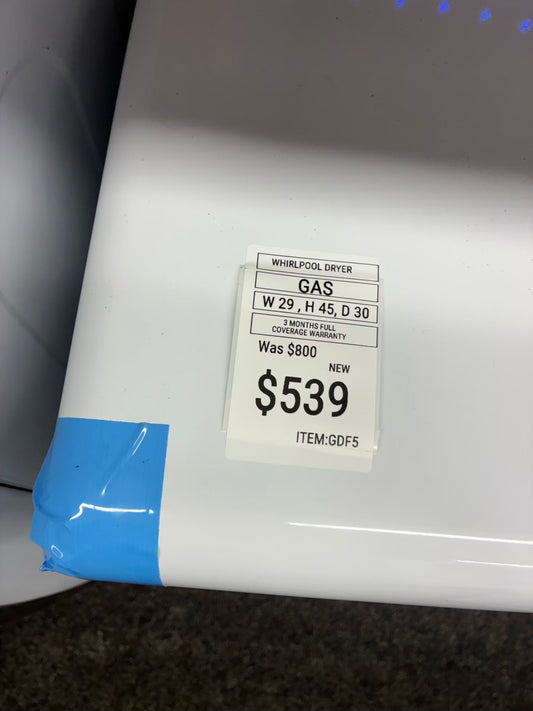 WHIRLPOOL DRYER
GAS
W 29 , H 45, D 30
3 MONTHS FULL
COVERAGE WARRANTY
Was $800
NEW
$539
ITEM:GDF5